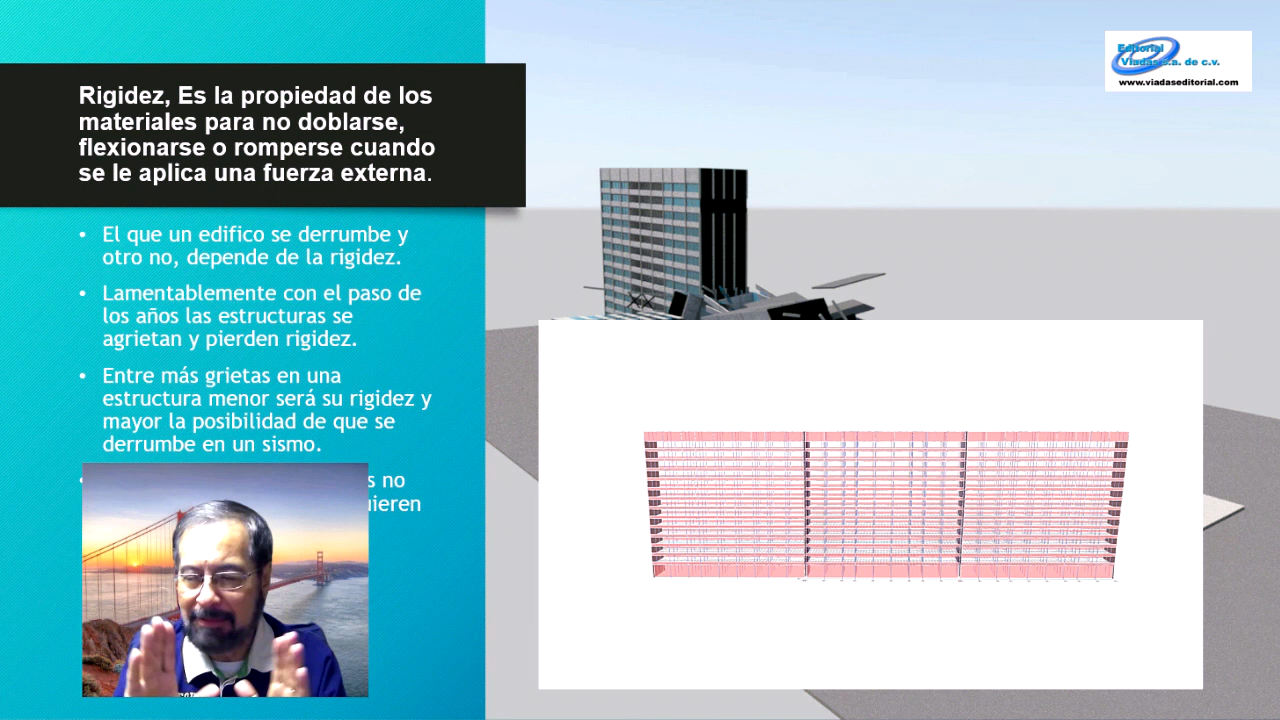 Rigidez, Es la propiedad de los
materiales para no doblarse,
flexionarse o romperse cuando
se le aplica una fuerza externa.
• El que un edifico se derrumbe y
otro no, depende de la rigidez.
• Lamentablemente con el paso de
los años las estructuras se
agrietan y pierden rigidez.
• Entre más grietas en una
estructura menor será su rigidez y
mayor la posibilidad de que se
derrumbe en un sismo.
no
Editorial
Viadas s.a. de c.v.
www.viadaseditorial.com